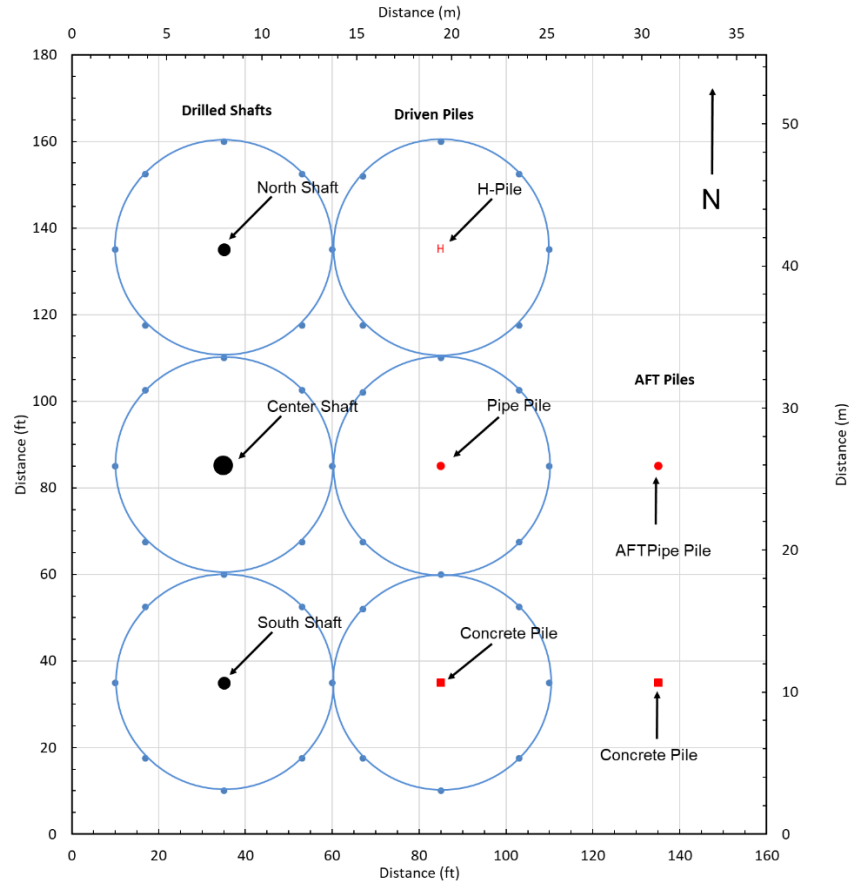 Distance (m)
0 5 10 15 20 25 30 35
180
160
140
120
100
80
60
40
20
0
Distance (ft)
50
40
30
20
10
0
Distance (m)
Drilled Shafts
Driven Piles
N
North Shaft
H-Pile
H
AFT Piles
Center Shaft
Pipe Pile
AFTPipe Pile
South Shaft
Concrete Pile
Concrete Pile
0 20 40 60 80 100 120 140 160
Distance (ft)